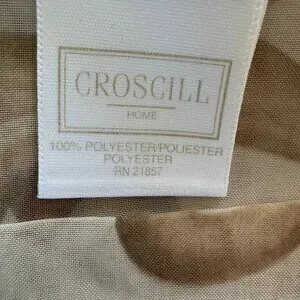 CROSCILL
HOME
100% POLYESTER/POLIESTER
POLYESTER
RN 21857